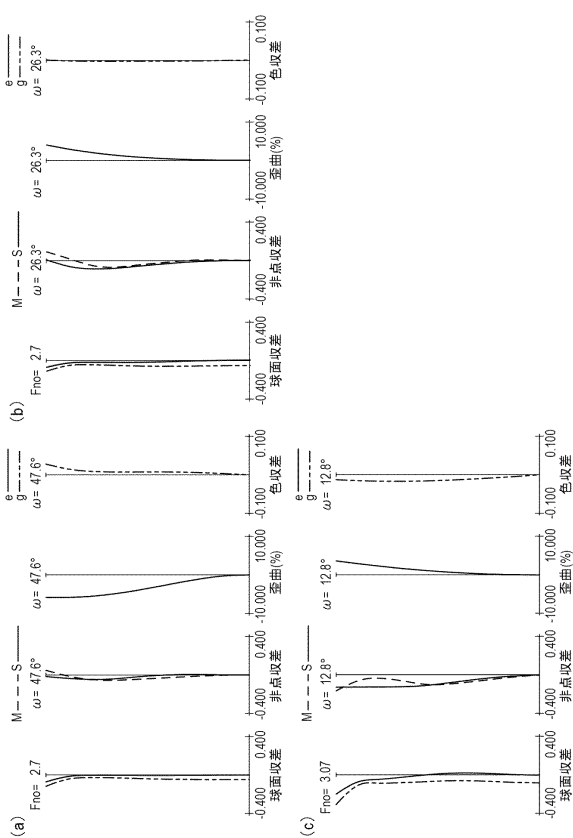 (a)
Fno= 2.7
-0.400 0.400
球面収差
M — — — S ———
ω= 47.6°
-0.400 0.400
非点収差
ω= 47.6°
-10.000 10.000
歪曲(%)
e ———
g —-—-—
ω= 47.6°
-0.100 0.100
色収差
(b)
Fno= 2.7
-0.400 0.400
球面収差
M — — — S ———
ω= 26.3°
-0.400 0.400
非点収差
ω= 26.3°
-10.000 10.000
歪曲(%)
e ———
g —-—-—
ω= 26.3°
-0.100 0.100
色収差
(c)
Fno= 3.07
-0.400 0.400
球面収差
M — — — S ———
ω= 12.8°
-0.400 0.400
非点収差
ω= 12.8°
-10.000 10.000
歪曲(%)
e ———
g —-—-—
ω= 12.8°
-0.100 0.100
色収差